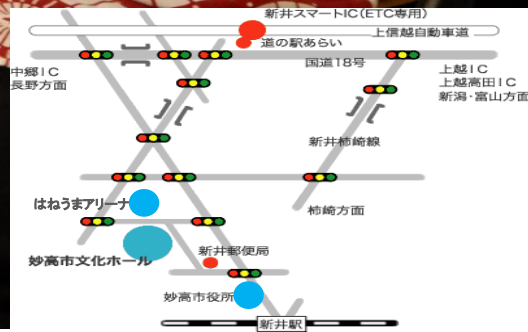 新井スマートIC(ETC専用)
上信越自動車道
道の駅あらい
国道18号
中郷IC
長野方面
上越IC
上越高田IC
新潟・富山方面
新井柿崎線
はねうまアリーナ
柿崎方面
妙高市文化ホール
新井郵便局
妙高市役所
新井駅